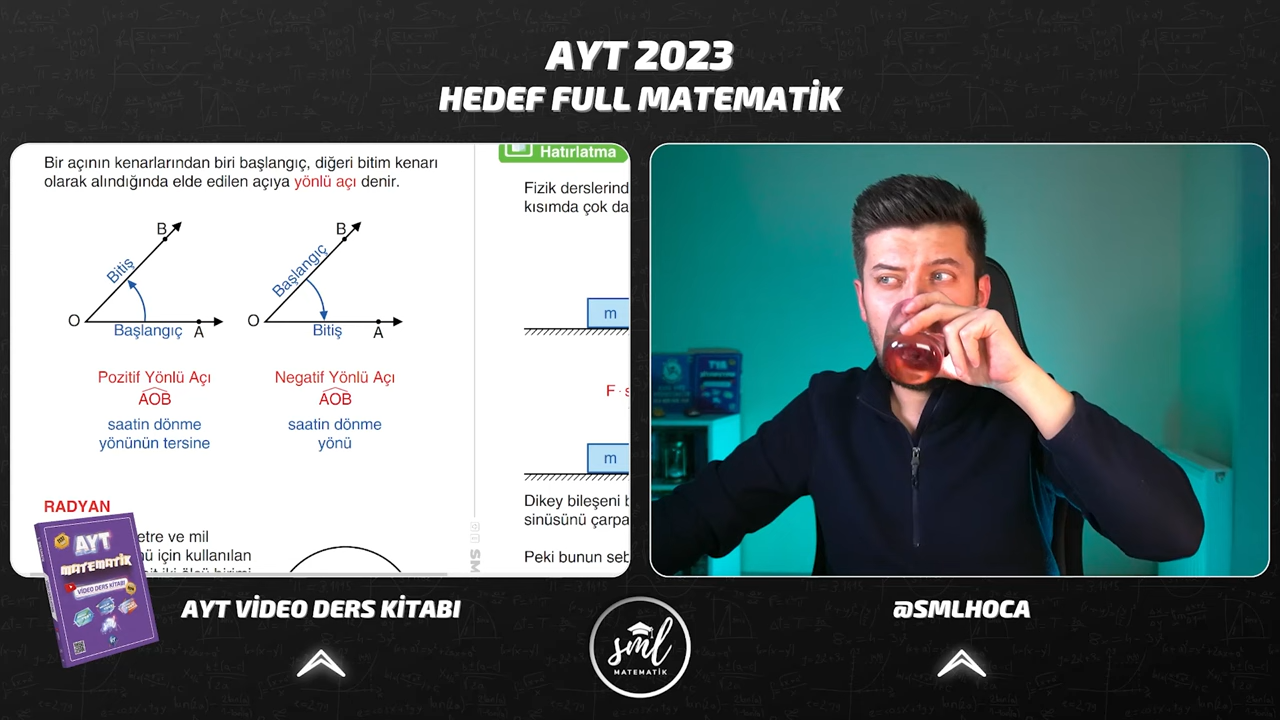 AYT 2023
HEDEF FULL MATEMATİK
Bir açının kenarlarından biri başlangıç, diğeri bitim kenarı
olarak alındığında elde edilen açıya yönlü açı denir.
B
Bitiş
O
Başlangıç
A
Pozitif Yönlü Açı
AOB
saatin dönme
yönünün tersine
B
Başlangıç
O
Bitiş
A
Negatif Yönlü Açı
AOB
saatin dönme
yönü
RADYAN
etre ve mil
nü için kullanılan
Hatırlatma
Fizik derslerind
kısımda çok da
m
F · s
m
Dikey bileşeni b
sinüsünü çarpa
Peki bunun seb
AYT
MATEMATİK
VİDEO DERS KİTABI
AYT VİDEO DERS KİTABI
sml
MATEMATİK
@SMLHOCA